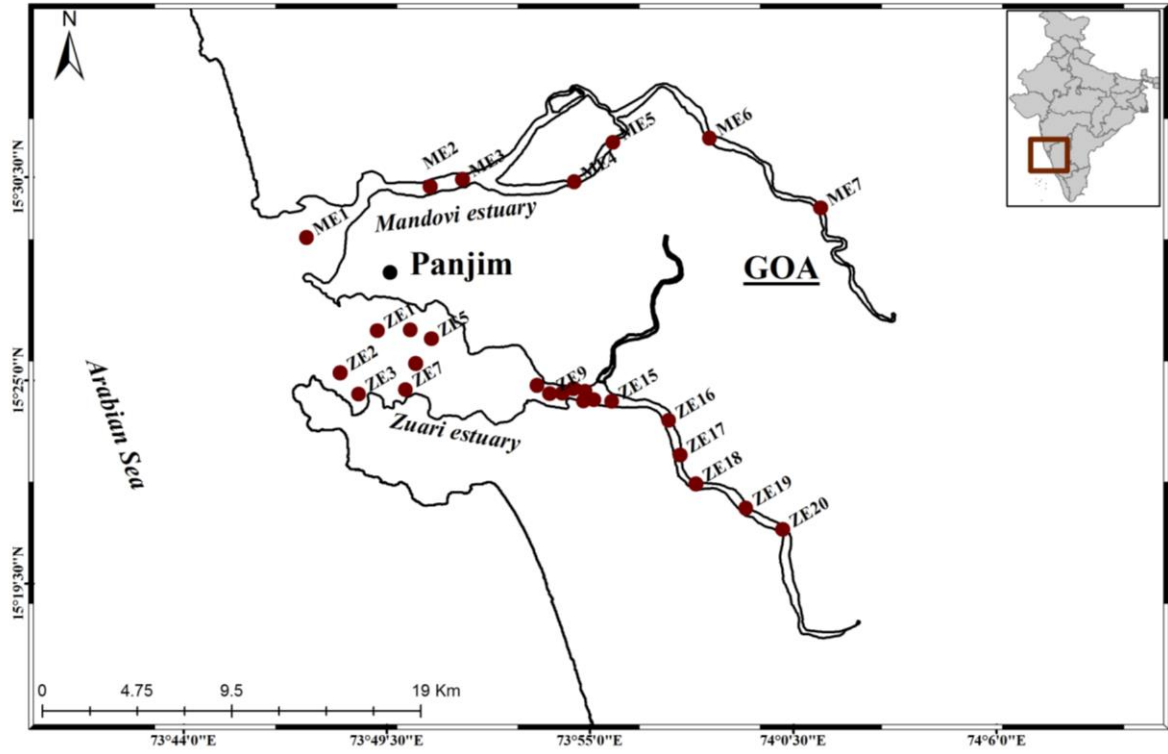 N
ME6
ME5
ME2
ME3
ME4
15°30'0"N
ME7
ME1
Mandovi estuary
Panjim
GOA
ZE1
ZE5
ZE2
ZE3
ZE7
ZE9
ZE15
15°25'0"N
ZE16
Arabian Sea
Zuari estuary
ZE17
ZE18
ZE19
ZE20
15°19'30"N
0 4.75 9.5 19 Km
73°44'0"E 73°49'30"E 73°55'0"E 74°0'30"E 74°6'0"E